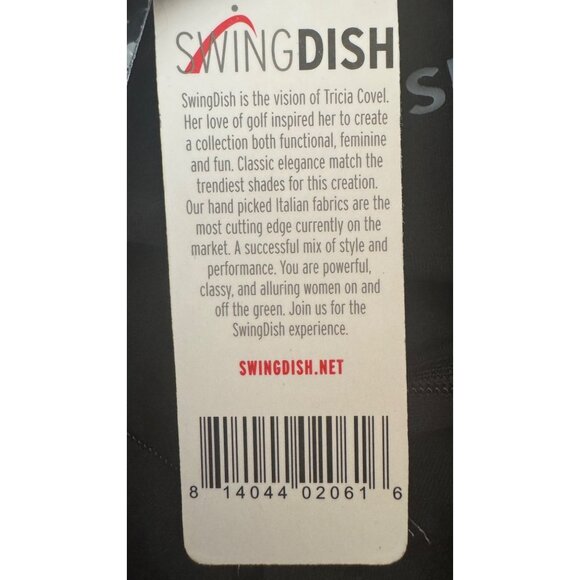 SWINGDISH
SwingDish is the vision of Tricia Covel.
Her love of golf inspired her to create
a collection both functional, feminine
and fun. Classic elegance match the
trendiest shades for this creation.
Our hand picked Italian fabrics are the
most cutting edge currently on the
market. A successful mix of style and
performance. You are powerful,
classy, and alluring women on and
off the green. Join us for the
SwingDish experience.
SWINGDISH.NET
8 14044 02061 6